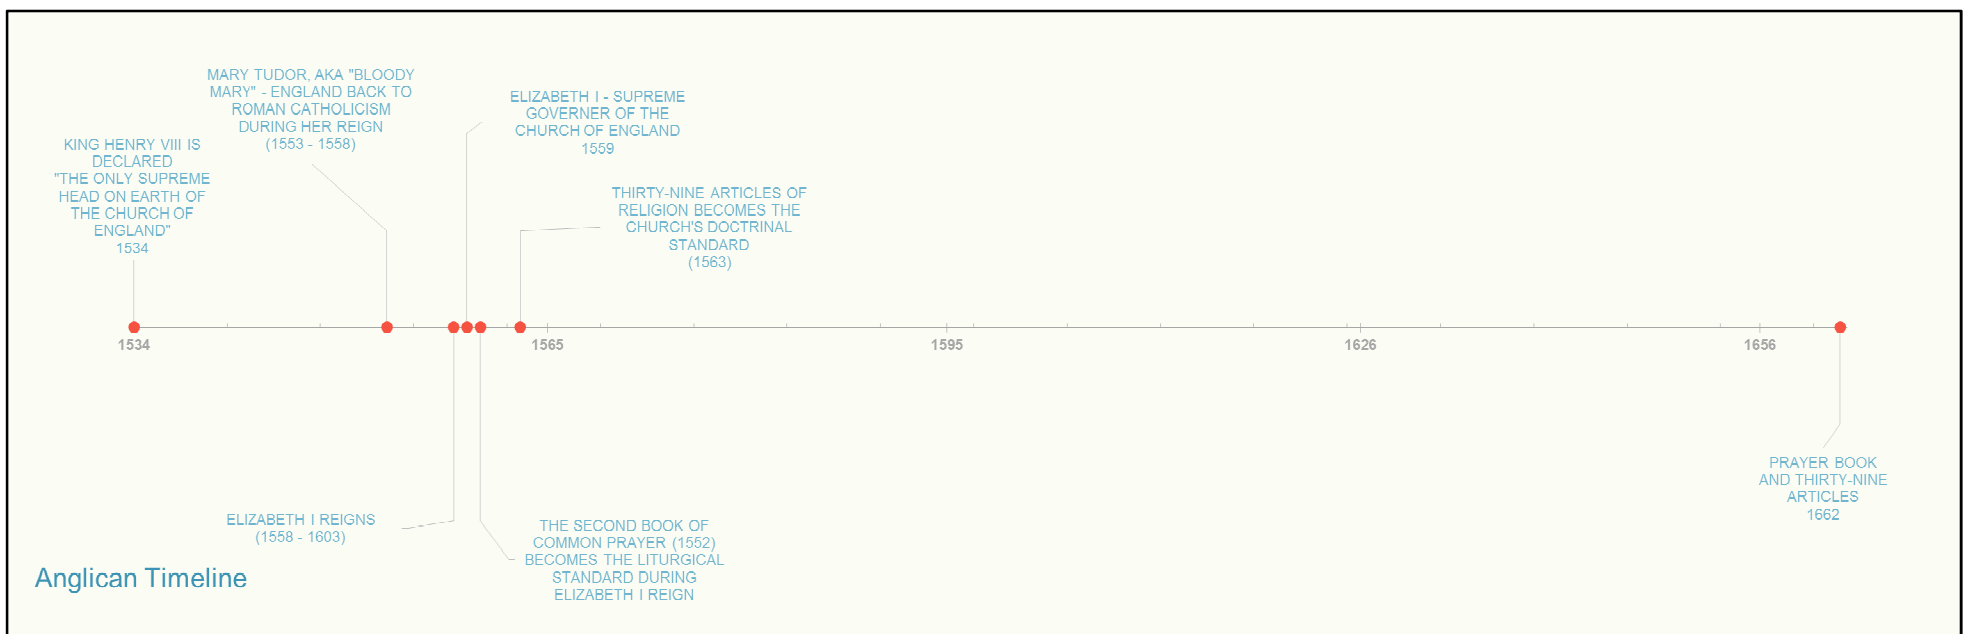 MARY TUDOR, AKA "BLOODY
MARY" - ENGLAND BACK TO
ROMAN CATHOLICISM
DURING HER REIGN
(1553 - 1558)
ELIZABETH I - SUPREME
GOVERNER OF THE
CHURCH OF ENGLAND
1559
KING HENRY VIII IS
DECLARED
"THE ONLY SUPREME
HEAD ON EARTH OF
THE CHURCH OF
ENGLAND"
1534
THIRTY-NINE ARTICLES OF
RELIGION BECOMES THE
CHURCH'S DOCTRINAL
STANDARD
(1563)
1534
1565
1595
1626
1656
PRAYER BOOK
AND THIRTY-NINE
ARTICLES
1662
ELIZABETH I REIGNS
(1558 - 1603)
THE SECOND BOOK OF
COMMON PRAYER (1552)
BECOMES THE LITURGICAL
STANDARD DURING
ELIZABETH I REIGN
Anglican Timeline